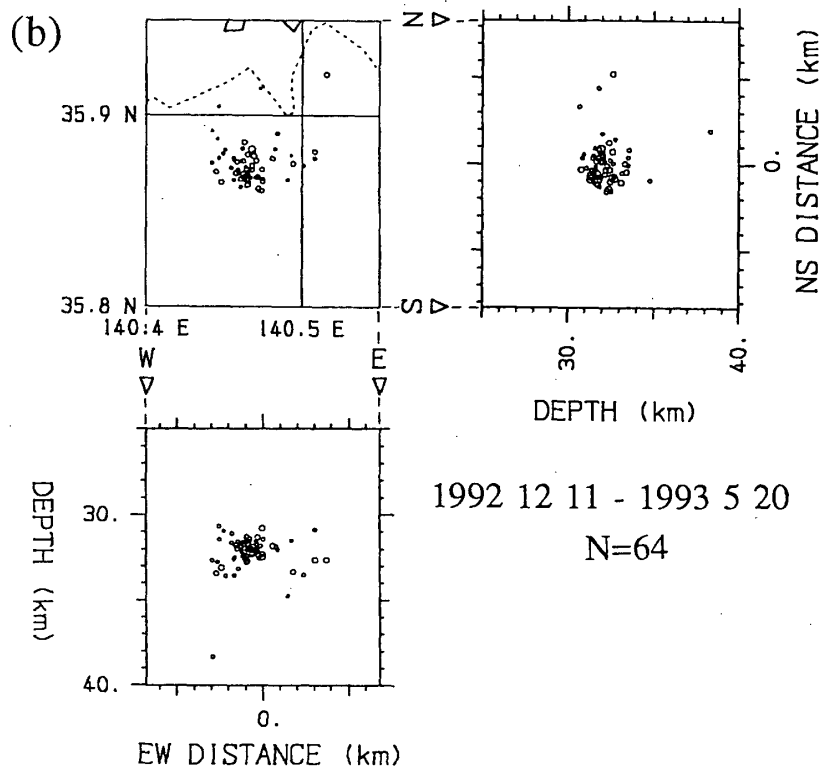 (b)
N
35.9 N
35.8 N
S
140.4 E
140.5 E
W
E
NS DISTANCE (km)
0.
30.
40.
DEPTH (km)
DEPTH (km)
30.
40.
0.
EW DISTANCE (km)
1992 12 11 - 1993 5 20
N=64